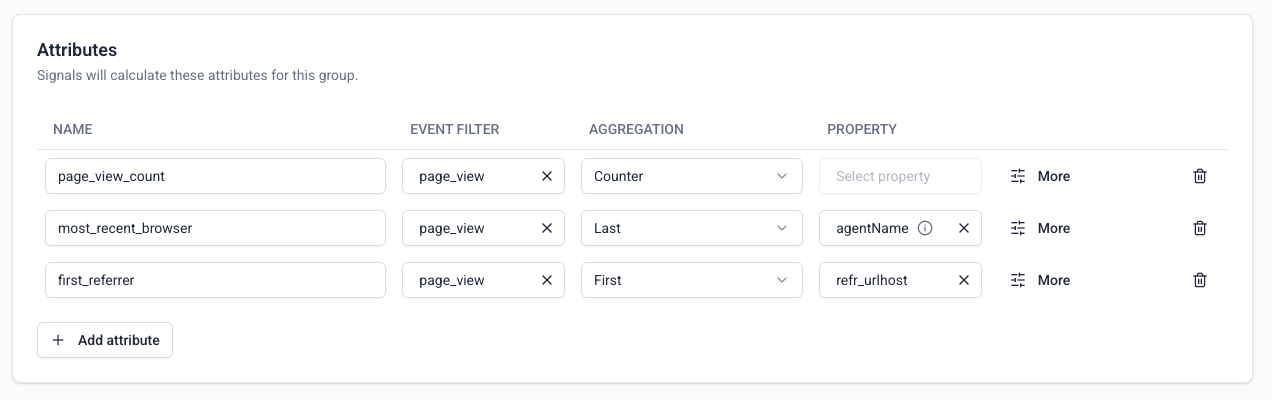 Attributes
Signals will calculate these attributes for this group.
NAME EVENT FILTER AGGREGATION PROPERTY
page_view_count page_view Counter Select property More
most_recent_browser page_view Last agentName More
first_referrer page_view First refr_urlhost More
Add attribute